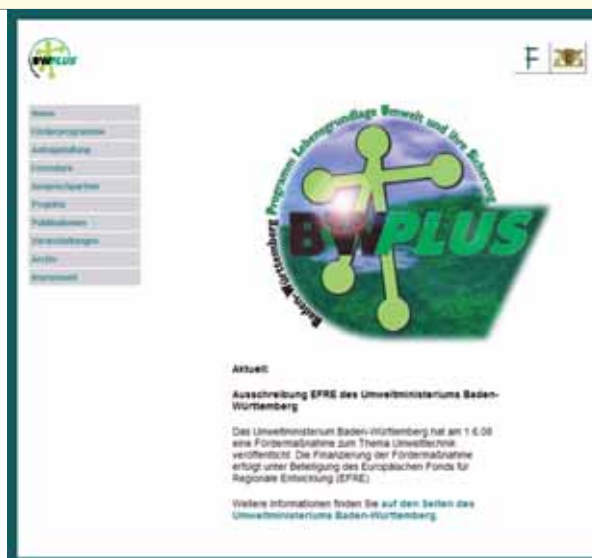 BWPLUS
Home
Förderprogramme
Antragstellung
Formulare
Ansprechpartner
Projekte
Publikationen
Veranstaltungen
Archiv
Impressum
Baden-Württemberg Programm Lebensgrundlage Umwelt und ihre Sicherung
BWPLUS
Aktuell:
Ausschreibung EFRE des Umweltministeriums Baden-
Württemberg
Das Umweltministerium Baden-Württemberg hat am 1.6.08
eine Fördermaßnahme zum Thema Umwelttechnik
veröffentlicht. Die Finanzierung der Fördermaßnahme
erfolgt unter Beteiligung des Europäischen Fonds für
Regionale Entwicklung (EFRE)
Weitere Informationen finden Sie auf den Seiten des
Umweltministeriums Baden-Württemberg.